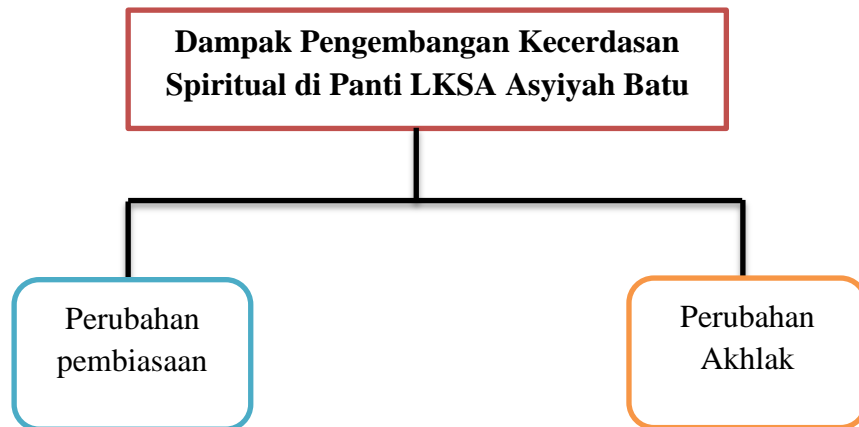 Dampak Pengembangan Kecerdasan
Spiritual di Panti LKSA Asyiyah Batu
Perubahan
pembiasaan
Perubahan
Akhlak